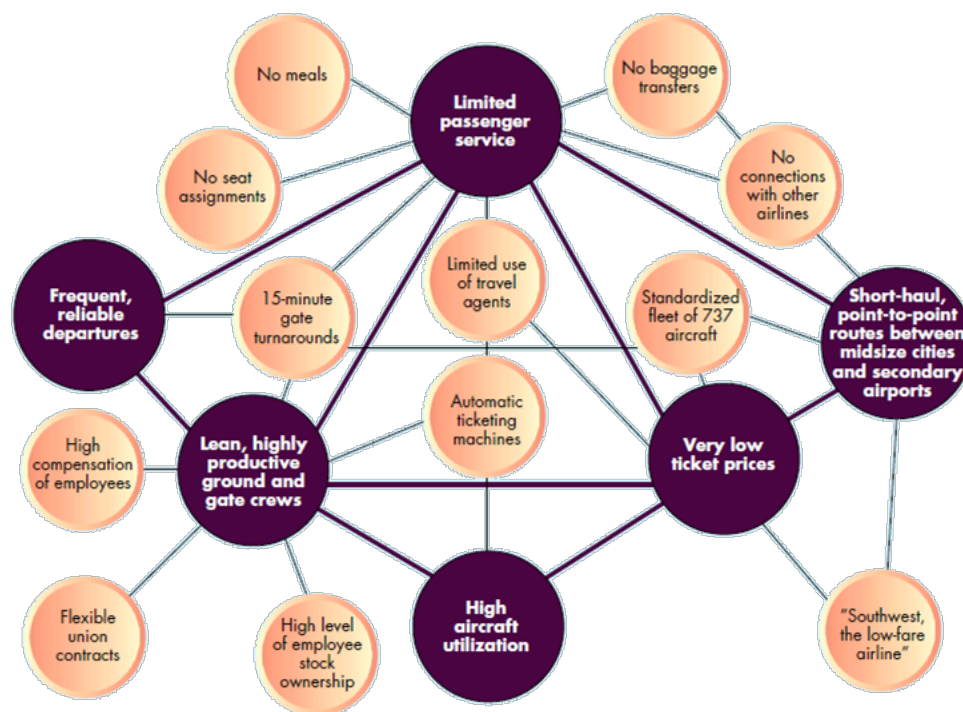 No meals
Limited
passenger
service
No baggage
transfers
No seat
assignments
No
connections
with other
airlines
Frequent,
reliable
departures
15-minute
gate
turnarounds
Limited use
of travel
agents
Standardized
fleet of 737
aircraft
Short-haul,
point-to-point
routes between
midsize cities
and secondary
airports
High
compensation
of employees
Lean, highly
productive
ground and
gate crews
Automatic
ticketing
machines
Very low
ticket prices
Flexible
union
contracts
High level
of employee
stock
ownership
High
aircraft
utilization
“Southwest,
the low-fare
airline”